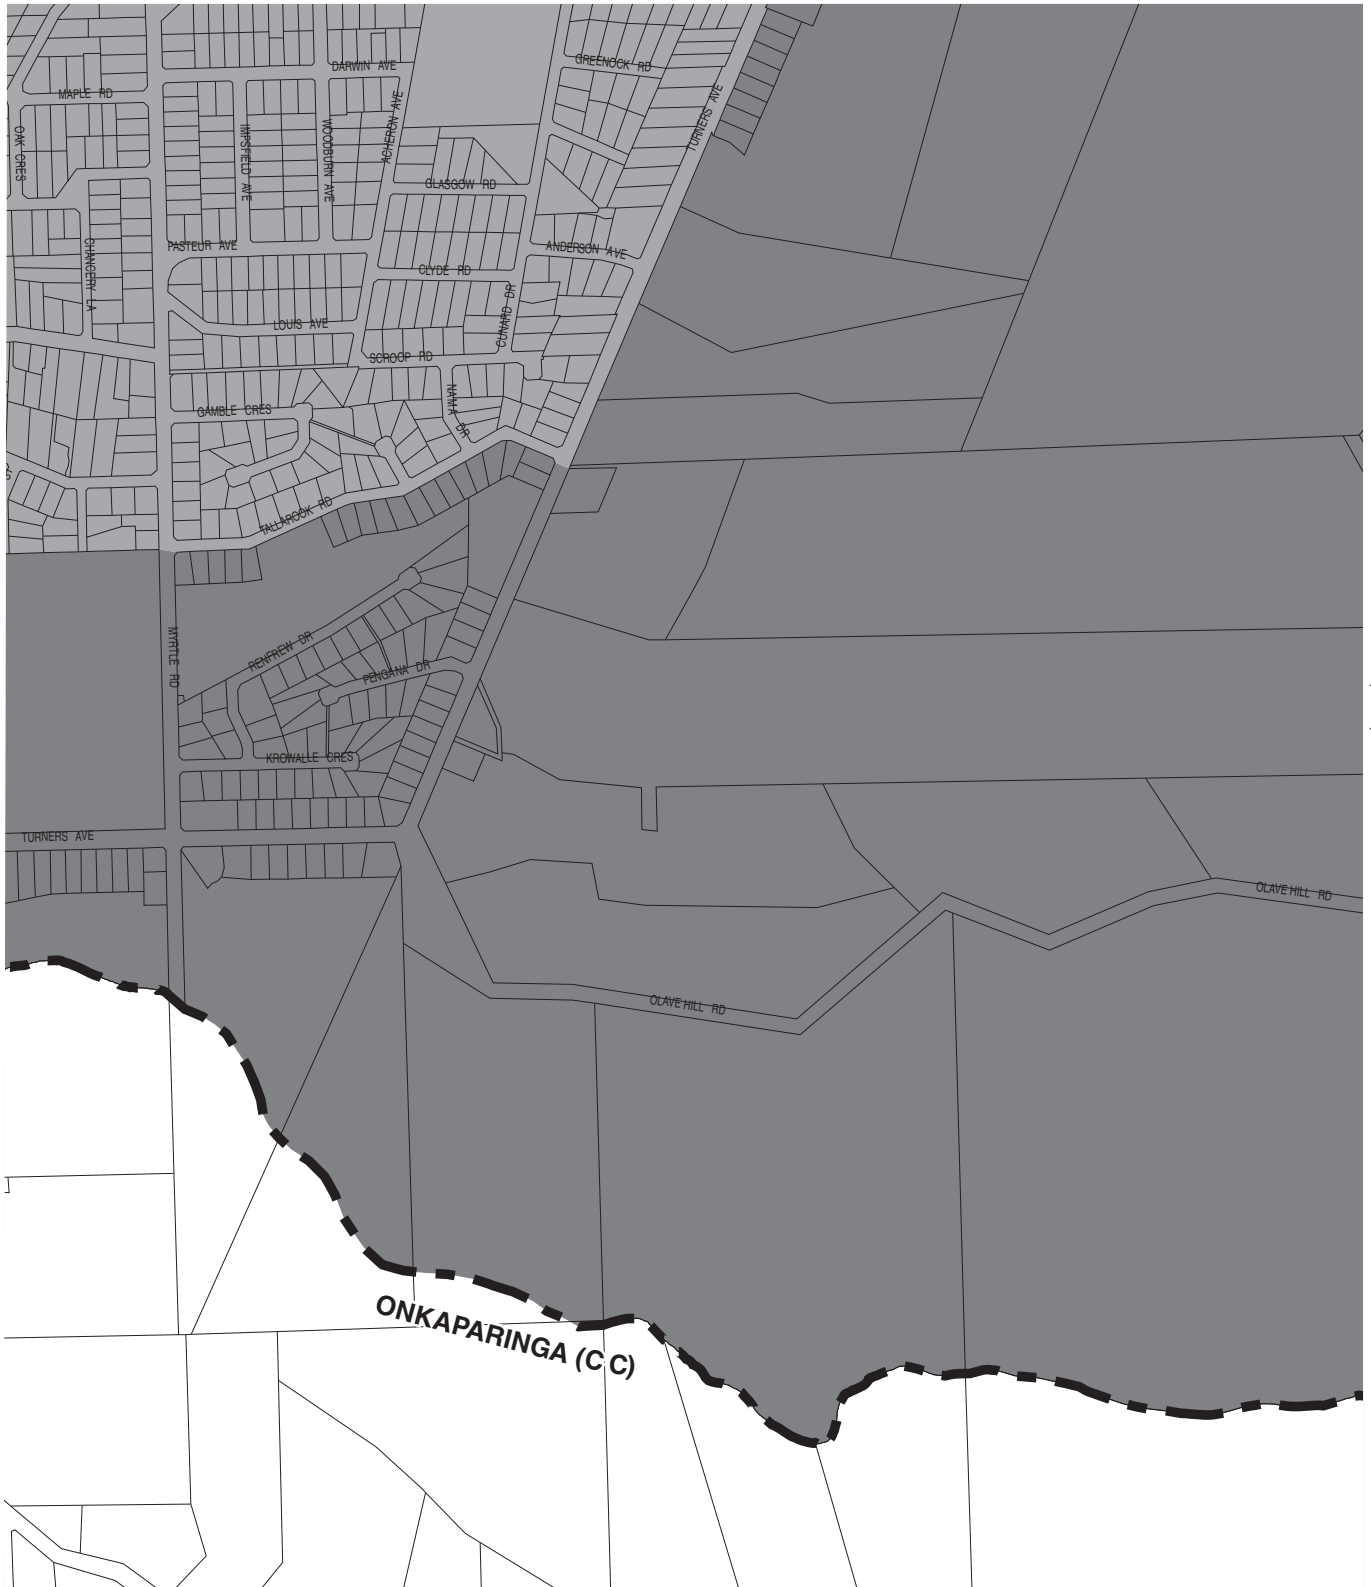 DARWIN AVE
GREENOCK RD
MAPLE RD
TURNERS AVE
ACHERON AVE
OAK CRES
IMPSFIELD AVE
WOODBURN AVE
GLASGOW RD
PASTEUR AVE
ANDERSON AVE
CHANCERY LA
CLYDE RD
CUNARD DR
LOUIS AVE
SCROOP RD
NAMA DR
GAMBLE CRES
TALLAROOK RD
MYRTLE RD
RENFREW DR
PENGANA DR
KROWALLE CRES
TURNERS AVE
OLAVE HILL RD
OLAVE HILL RD
ONKAPARINGA (C C)